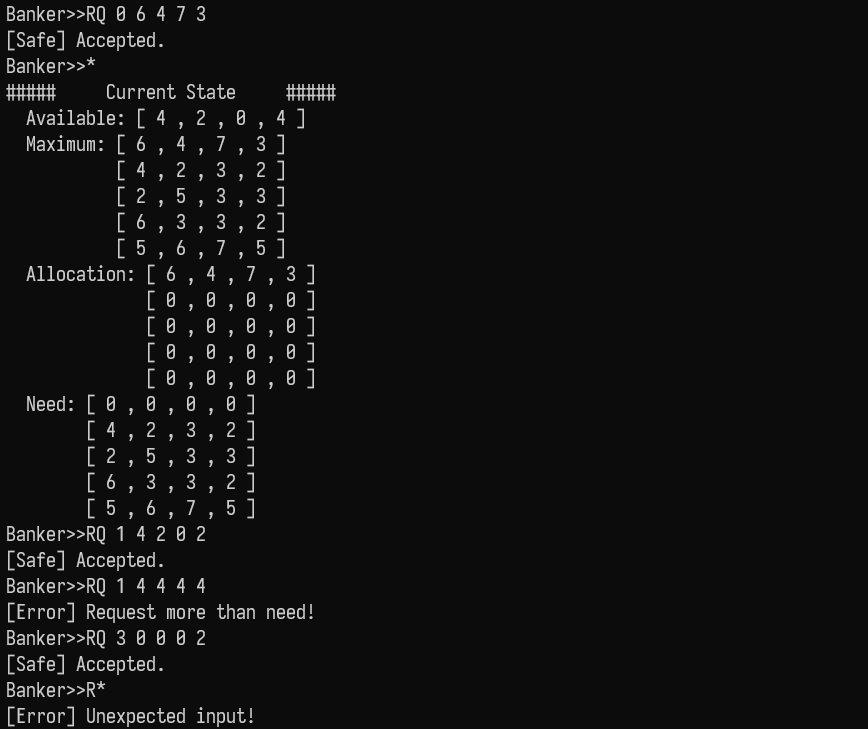 Banker>>RQ 0 6 4 7 3
[Safe] Accepted.
Banker>>*
##### Current State #####
Available: [ 4 , 2 , 0 , 4 ]
Maximum: [ 6 , 4 , 7 , 3 ]
[ 4 , 2 , 3 , 2 ]
[ 2 , 5 , 3 , 3 ]
[ 6 , 3 , 3 , 2 ]
[ 5 , 6 , 7 , 5 ]
Allocation: [ 6 , 4 , 7 , 3 ]
[ 0 , 0 , 0 , 0 ]
[ 0 , 0 , 0 , 0 ]
[ 0 , 0 , 0 , 0 ]
[ 0 , 0 , 0 , 0 ]
Need: [ 0 , 0 , 0 , 0 ]
[ 4 , 2 , 3 , 2 ]
[ 2 , 5 , 3 , 3 ]
[ 6 , 3 , 3 , 2 ]
[ 5 , 6 , 7 , 5 ]
Banker>>RQ 1 4 2 0 2
[Safe] Accepted.
Banker>>RQ 1 4 4 4 4
[Error] Request more than need!
Banker>>RQ 3 0 0 0 2
[Safe] Accepted.
Banker>>R*
[Error] Unexpected input!